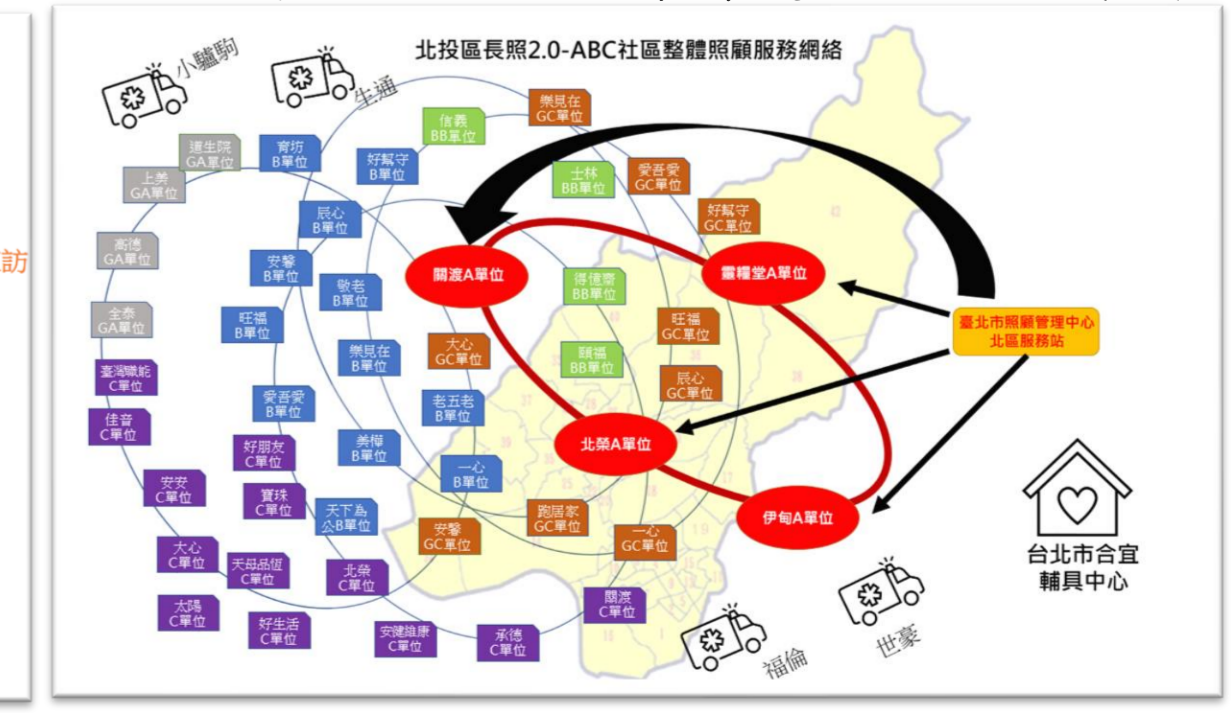 訪
北投區長照2.0-ABC社區整體照顧服務網絡
小驢駒
生通
樂見在
GC單位
信義
BB單位
道生院
GA單位
育坊
B單位
好幫守
B單位
士林
BB單位
愛吾愛
GC單位
上美
GA單位
辰心
B單位
好幫守
GC單位
高德
GA單位
安馨
B單位
關渡A單位
靈糧堂A單位
敬老
B單位
得億齋
BB單位
全泰
GA單位
旺福
B單位
旺福
GC單位
臺北市照顧管理中心
北區服務站
大心
GC單位
樂見在
B單位
頤福
BB單位
臺灣職能
C單位
辰心
GC單位
愛吾愛
B單位
老五老
B單位
佳音
C單位
好朋友
C單位
美樺
B單位
北榮A單位
一心
B單位
安安
C單位
寶珠
C單位
天下為
公B單位
跑居家
GC單位
伊甸A單位
安馨
GC單位
一心
GC單位
大心
C單位
天母品恆
C單位
北榮
C單位
台北市合宜
輔具中心
太陽
C單位
好生活
C單位
關渡
C單位
安健維康
C單位
承德
C單位
福倫
世豪